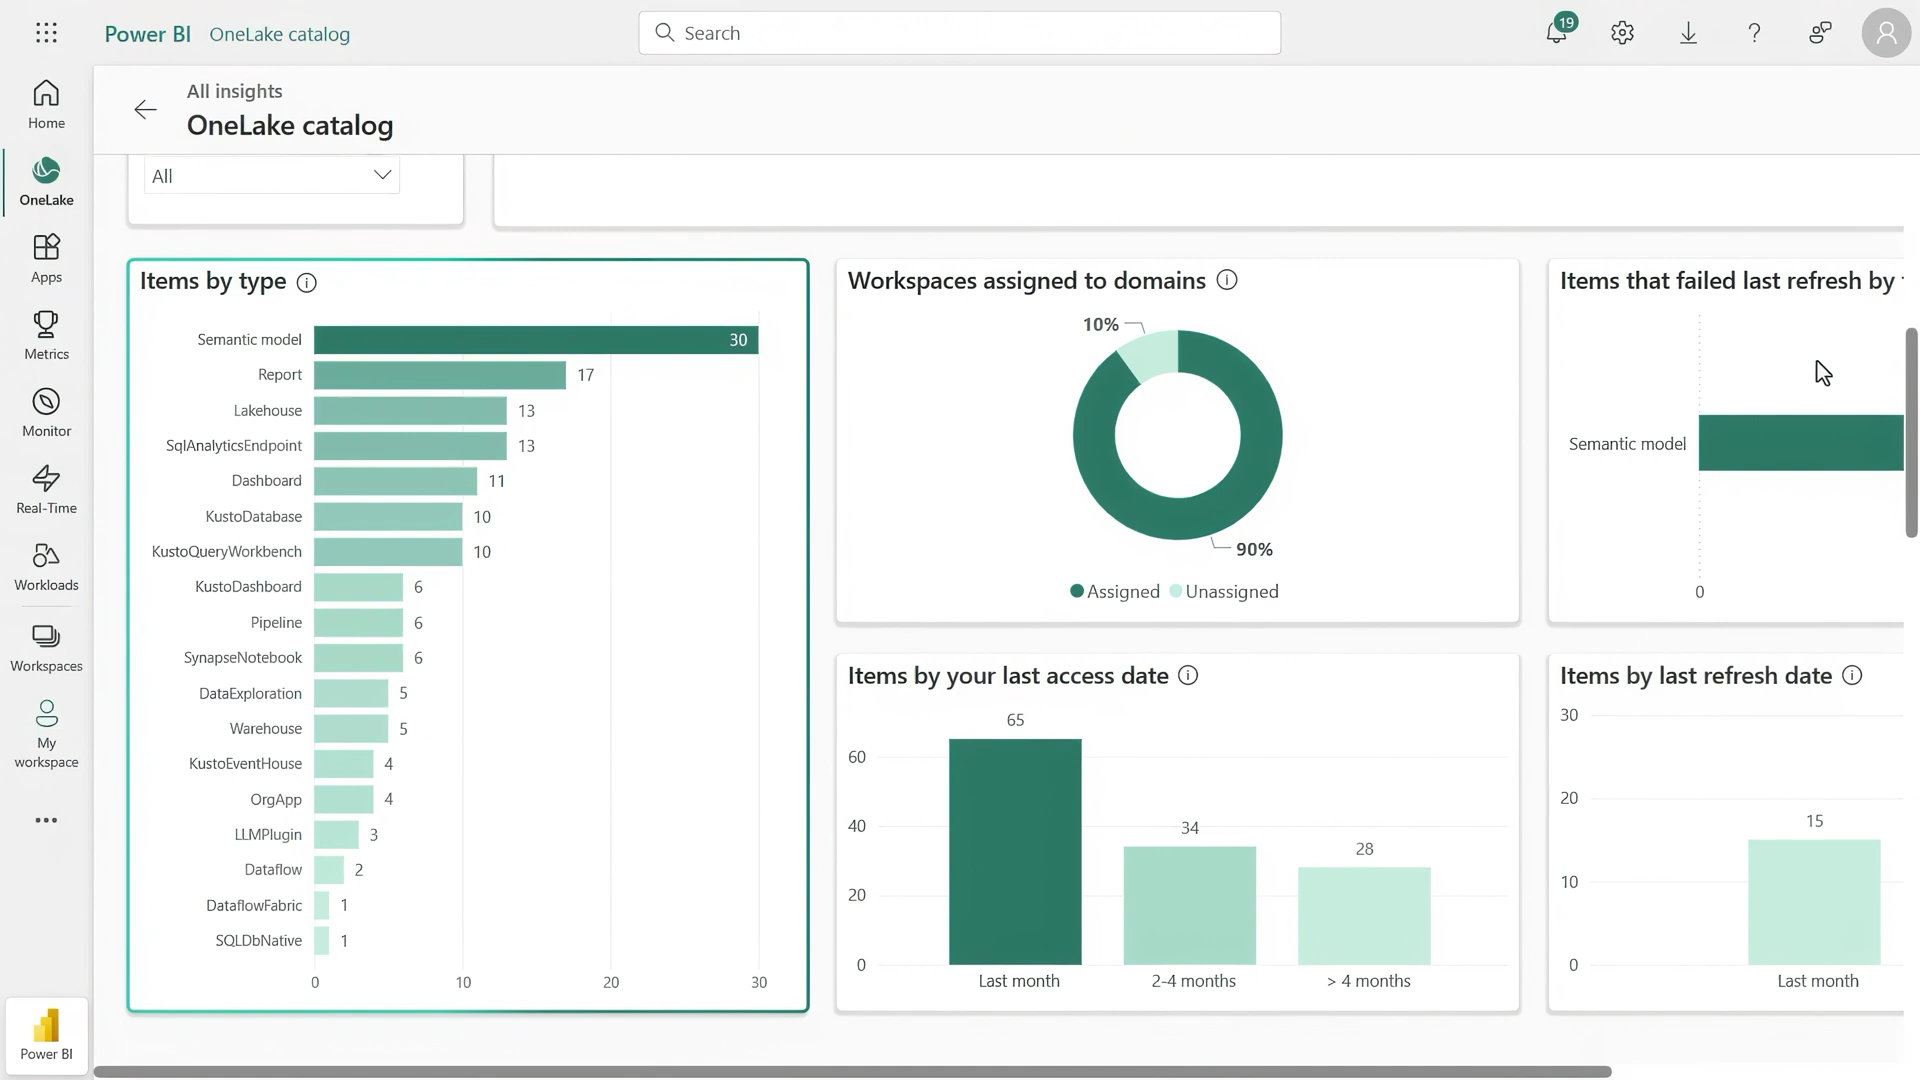 Power BI OneLake catalog
Search
19
?
Home
OneLake
Apps
Metrics
Monitor
Real-Time
Workloads
Workspaces
My
workspace
Power BI
All insights
OneLake catalog
All
Items by type
Semantic model 30
Report 17
Lakehouse 13
SqlAnalyticsEndpoint 13
Dashboard 11
KustoDatabase 10
KustoQueryWorkbench 10
KustoDashboard 6
Pipeline 6
SynapseNotebook 6
DataExploration 5
Warehouse 5
KustoEventHouse 4
OrgApp 4
LLMPlugin 3
Dataflow 2
DataflowFabric 1
SQLDbNative 1
0 10 20 30
Workspaces assigned to domains
10%
90%
Assigned Unassigned
Items that failed last refresh by
Semantic model
0
Items by your last access date
65
60
34
40
28
20
0
Last month 2-4 months > 4 months
Items by last refresh date
30
20
15
10
0
Last month